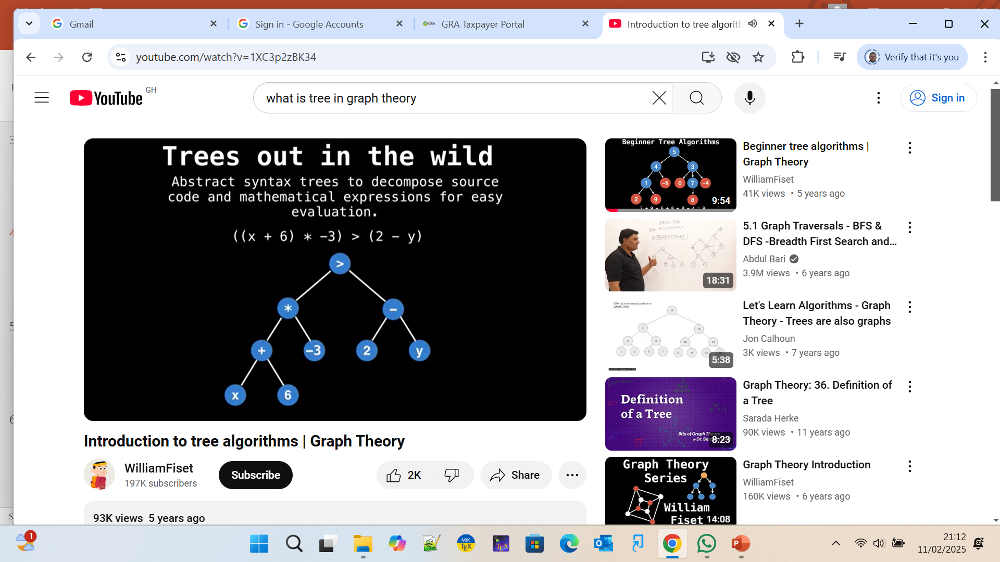 Gmail
Sign in - Google Accounts
GRA Taxpayer Portal
Introduction to tree algorith
youtube.com/watch?v=1XC3p2zBK34
Verify that it's you
YouTube GH
what is tree in graph theory
Sign in
Trees out in the wild
Abstract syntax trees to decompose source
code and mathematical expressions for easy
evaluation.
((x + 6) * -3) > (2 - y)
>
* -
+ -3 2 y
x 6
Introduction to tree algorithms | Graph Theory
WilliamFiset
197K subscribers
Subscribe
2K
Share
93K views 5 years ago
Beginner Tree Algorithms
5
4 3
1 -6 0 7 -4
2 9 8
9:54
Beginner tree algorithms |
Graph Theory
WilliamFiset
41K views • 5 years ago
18:31
5.1 Graph Traversals - BFS &
DFS -Breadth First Search and...
Abdul Bari
3.9M views • 6 years ago
Often (but not always) sorted in a
specific order
5:38
Let's Learn Algorithms - Graph
Theory - Trees are also graphs
Jon Calhoun
3K views • 7 years ago
Definition
of a Tree
Bits of Graph Theory
8:23
Graph Theory: 36. Definition of
a Tree
Sarada Herke
90K views • 11 years ago
Graph Theory
Series
William
Fiset
14:08
Graph Theory Introduction
WilliamFiset
160K views • 6 years ago
1
21:12
11/02/2025